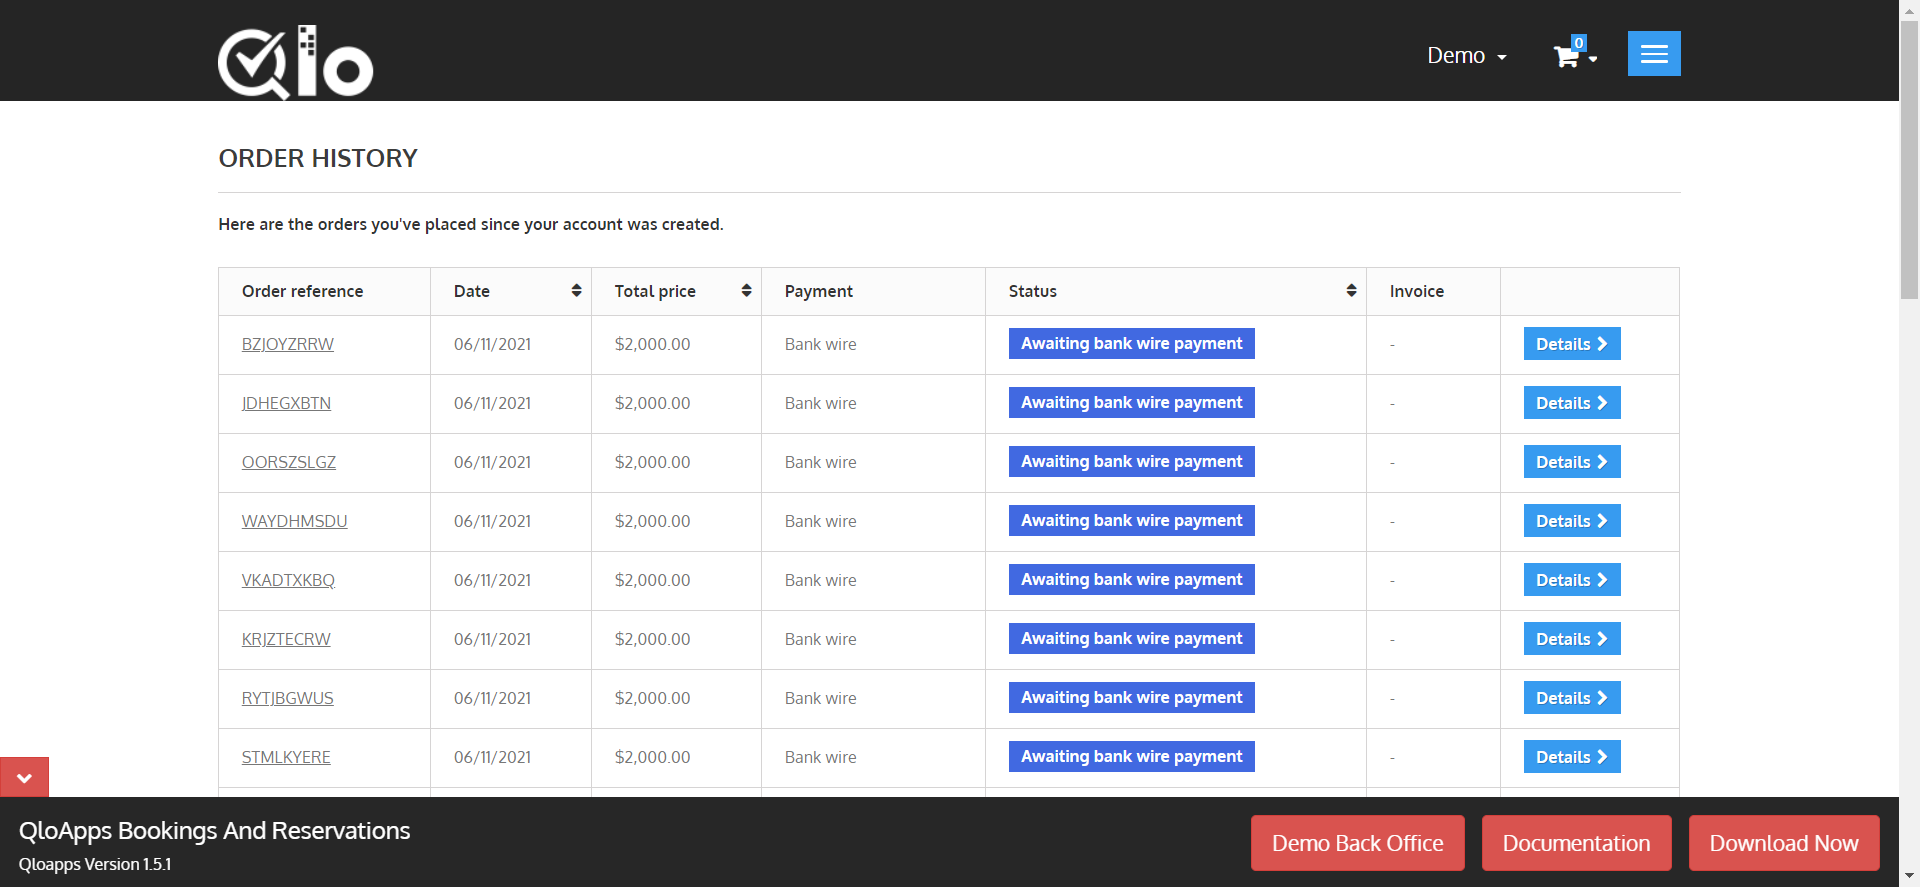 Qlo
Demo
0
ORDER HISTORY
Here are the orders you've placed since your account was created.
Order reference Date Total price Payment Status Invoice
BZJOYZRRW 06/11/2021 $2,000.00 Bank wire Awaiting bank wire payment - Details
JDHEGXBTN 06/11/2021 $2,000.00 Bank wire Awaiting bank wire payment - Details
OORSZSLGZ 06/11/2021 $2,000.00 Bank wire Awaiting bank wire payment - Details
WAYDHMSDU 06/11/2021 $2,000.00 Bank wire Awaiting bank wire payment - Details
VKADTXKBQ 06/11/2021 $2,000.00 Bank wire Awaiting bank wire payment - Details
KRJZTECRW 06/11/2021 $2,000.00 Bank wire Awaiting bank wire payment - Details
RYTJBGWUS 06/11/2021 $2,000.00 Bank wire Awaiting bank wire payment - Details
STMLKYERE 06/11/2021 $2,000.00 Bank wire Awaiting bank wire payment - Details
QloApps Bookings And Reservations
Qloapps Version 1.5.1
Demo Back Office Documentation Download Now